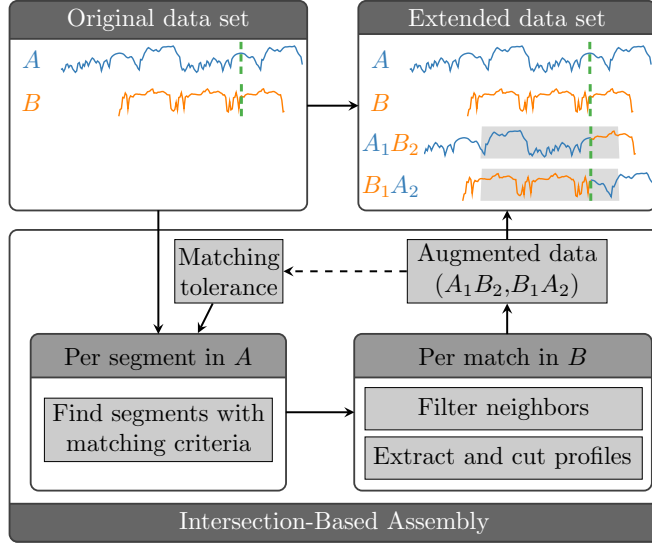 Original data set
A
B
Extended data set
A
B
A₁B₂
B₁A₂
Matching
tolerance
Augmented data
(A₁B₂,B₁A₂)
Per segment in A
Find segments with
matching criteria
Per match in B
Filter neighbors
Extract and cut profiles
Intersection-Based Assembly